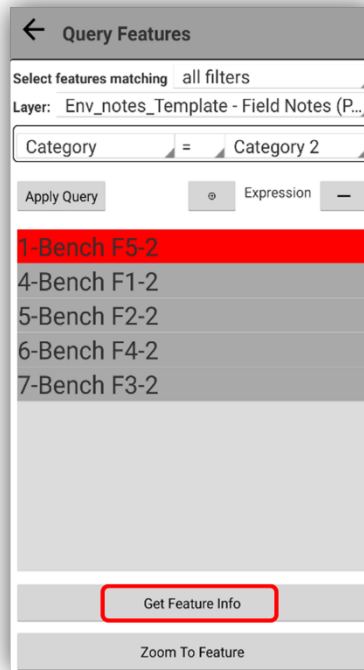 Query Features
Select features matching all filters
Layer: Env_notes_Template - Field Notes (P...
Category = Category 2
Apply Query Expression
1-Bench F5-2
4-Bench F1-2
5-Bench F2-2
6-Bench F4-2
7-Bench F3-2
Get Feature Info
Zoom To Feature